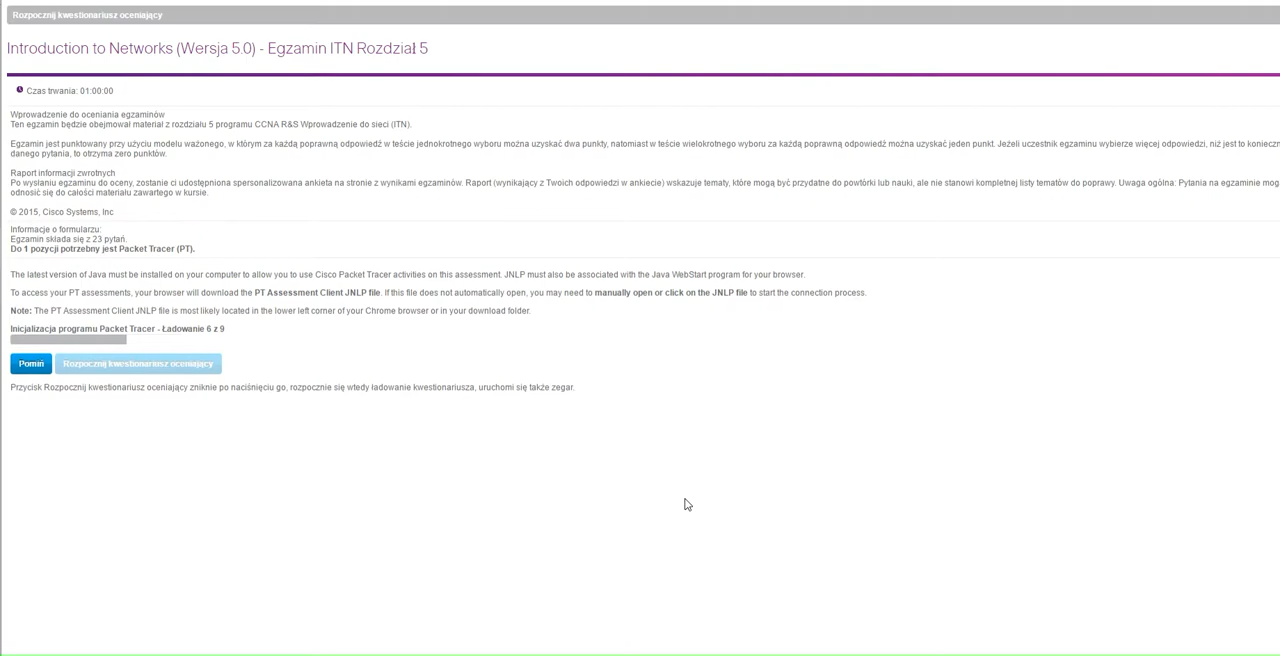 Rozpocznij kwestionariusz oceniający
Introduction to Networks (Wersja 5.0) - Egzamin ITN Rozdział 5
Czas trwania: 01:00:00
Wprowadzenie do oceniania egzaminów
Ten egzamin będzie obejmował materiał z rozdziału 5 programu CCNA R&S Wprowadzenie do sieci (ITN).
Egzamin jest punktowany przy użyciu modelu ważonego, w którym za każdą poprawną odpowiedź w teście jednokrotnego wyboru można uzyskać dwa punkty, natomiast w teście wielokrotnego wyboru za każdą poprawną odpowiedź można uzyskać jeden punkt. Jeżeli uczestnik egzaminu wybierze więcej odpowiedzi, niż jest to konieczn
danego pytania, to otrzyma zero punktów.
Raport informacji zwrotnych
Po wysłaniu egzaminu do oceny, zostanie ci udostępniona spersonalizowana ankieta na stronie z wynikami egzaminów. Raport (wynikający z Twoich odpowiedzi w ankiecie) wskazuje tematy, które mogą być przydatne do powtórki lub nauki, ale nie stanowi kompletnej listy tematów do poprawy. Uwaga ogólna: Pytania na egzaminie mog
odnosić się do całości materiału zawartego w kursie.
© 2015, Cisco Systems, Inc
Informacje o formularzu:
Egzamin składa się z 23 pytań.
Do 1 pozycji potrzebny jest Packet Tracer (PT).
The latest version of Java must be installed on your computer to allow you to use Cisco Packet Tracer activities on this assessment. JNLP must also be associated with the Java WebStart program for your browser.
To access your PT assessments, your browser will download the PT Assessment Client JNLP file. If this file does not automatically open, you may need to manually open or click on the JNLP file to start the connection process.
Note: The PT Assessment Client JNLP file is most likely located in the lower left corner of your Chrome browser or in your download folder.
Inicjalizacja programu Packet Tracer - Ładowanie 6 z 9
Pomiń Rozpocznij kwestionariusz oceniający
Przycisk Rozpocznij kwestionariusz oceniający zniknie po naciśnięciu go, rozpocznie się wtedy ładowanie kwestionariusza, uruchomi się także zegar.